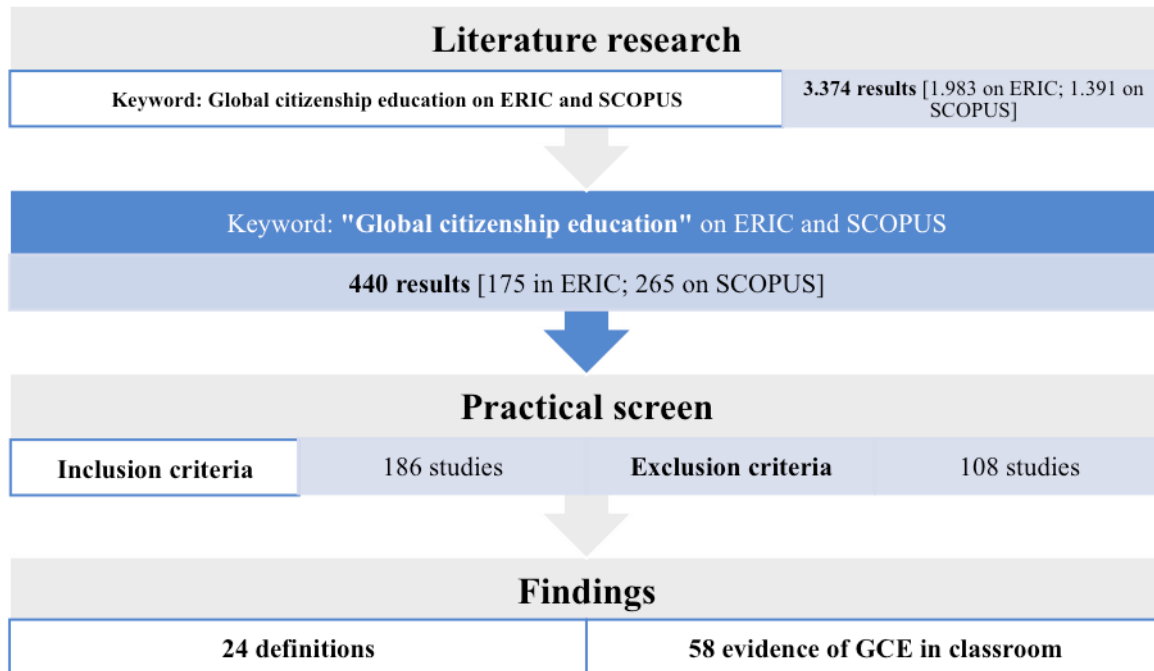 Literature research
Keyword: Global citizenship education on ERIC and SCOPUS
3.374 results [1.983 on ERIC; 1.391 on
SCOPUS]
Keyword: "Global citizenship education" on ERIC and SCOPUS
440 results [175 in ERIC; 265 on SCOPUS]
Practical screen
Inclusion criteria
186 studies
Exclusion criteria
108 studies
Findings
24 definitions
58 evidence of GCE in classroom